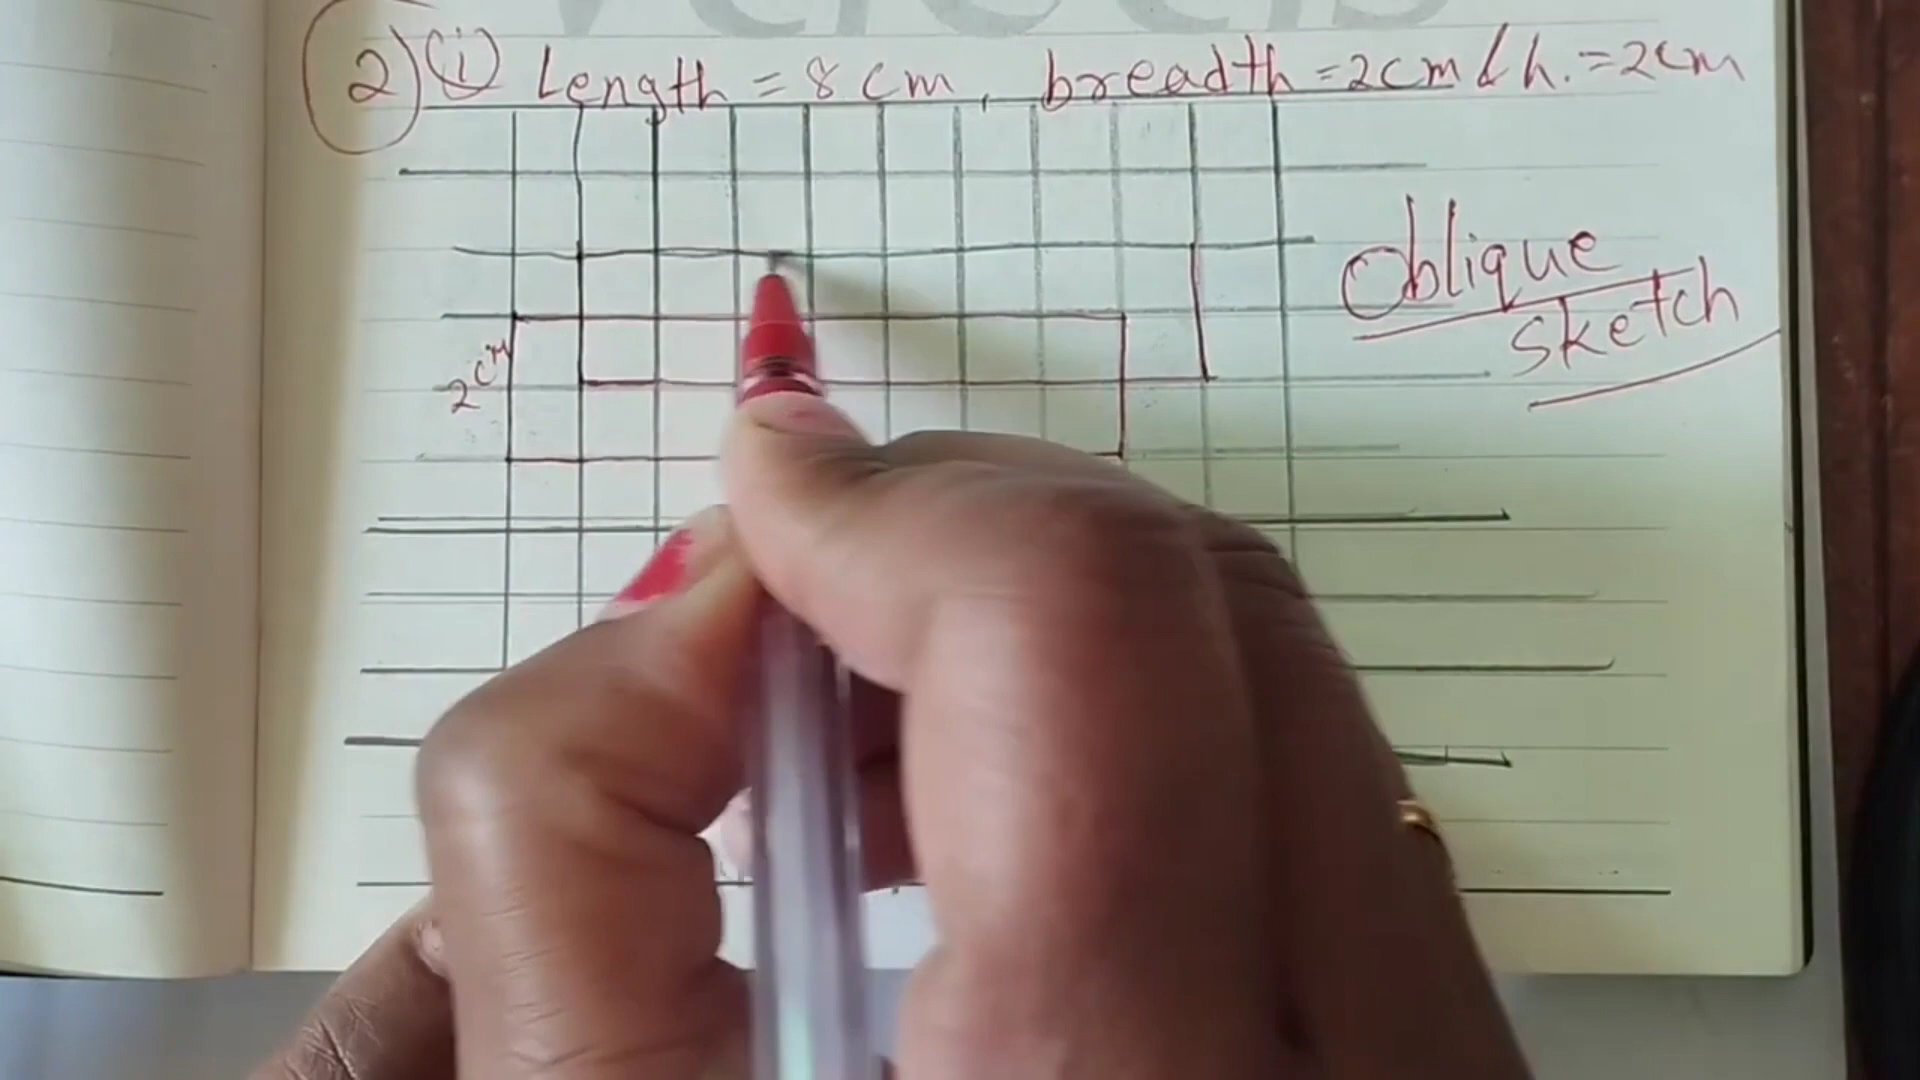 2) (i) Length = 8 cm, breadth = 2cm & h. = 2cm
Oblique
sketch
2cm